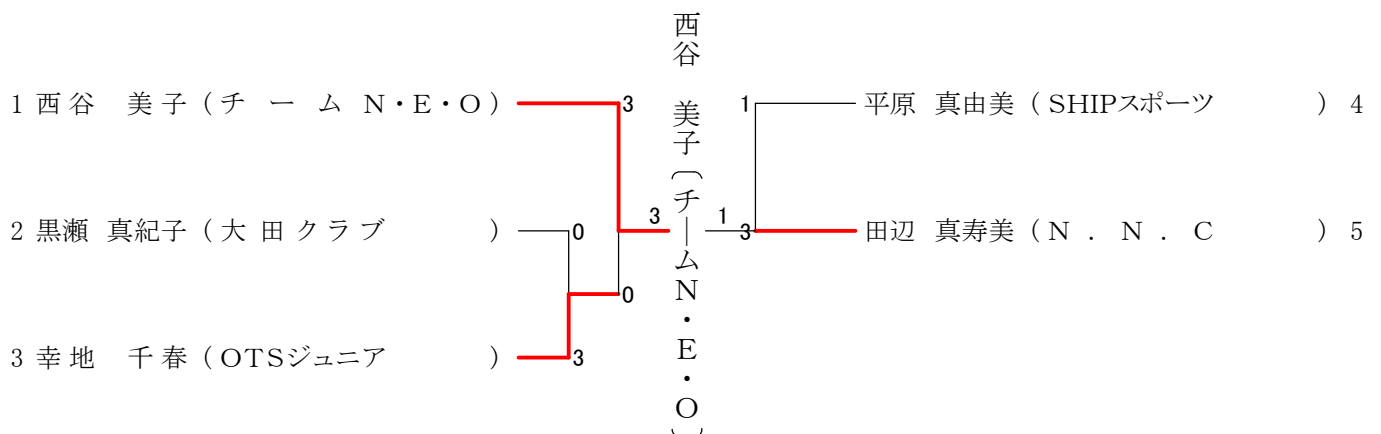 1 西谷 美子 (チーム N・E・O) 3
2 黒瀬 真紀子 (大田クラブ) 0
0
3 幸地 千春 (OTSジュニア) 3
3
西谷 美子 (チームN・E・O)
1
1 平原 真由美 (SHIPスポーツ) 4
3 田辺 真寿美 (N.N.C) 5